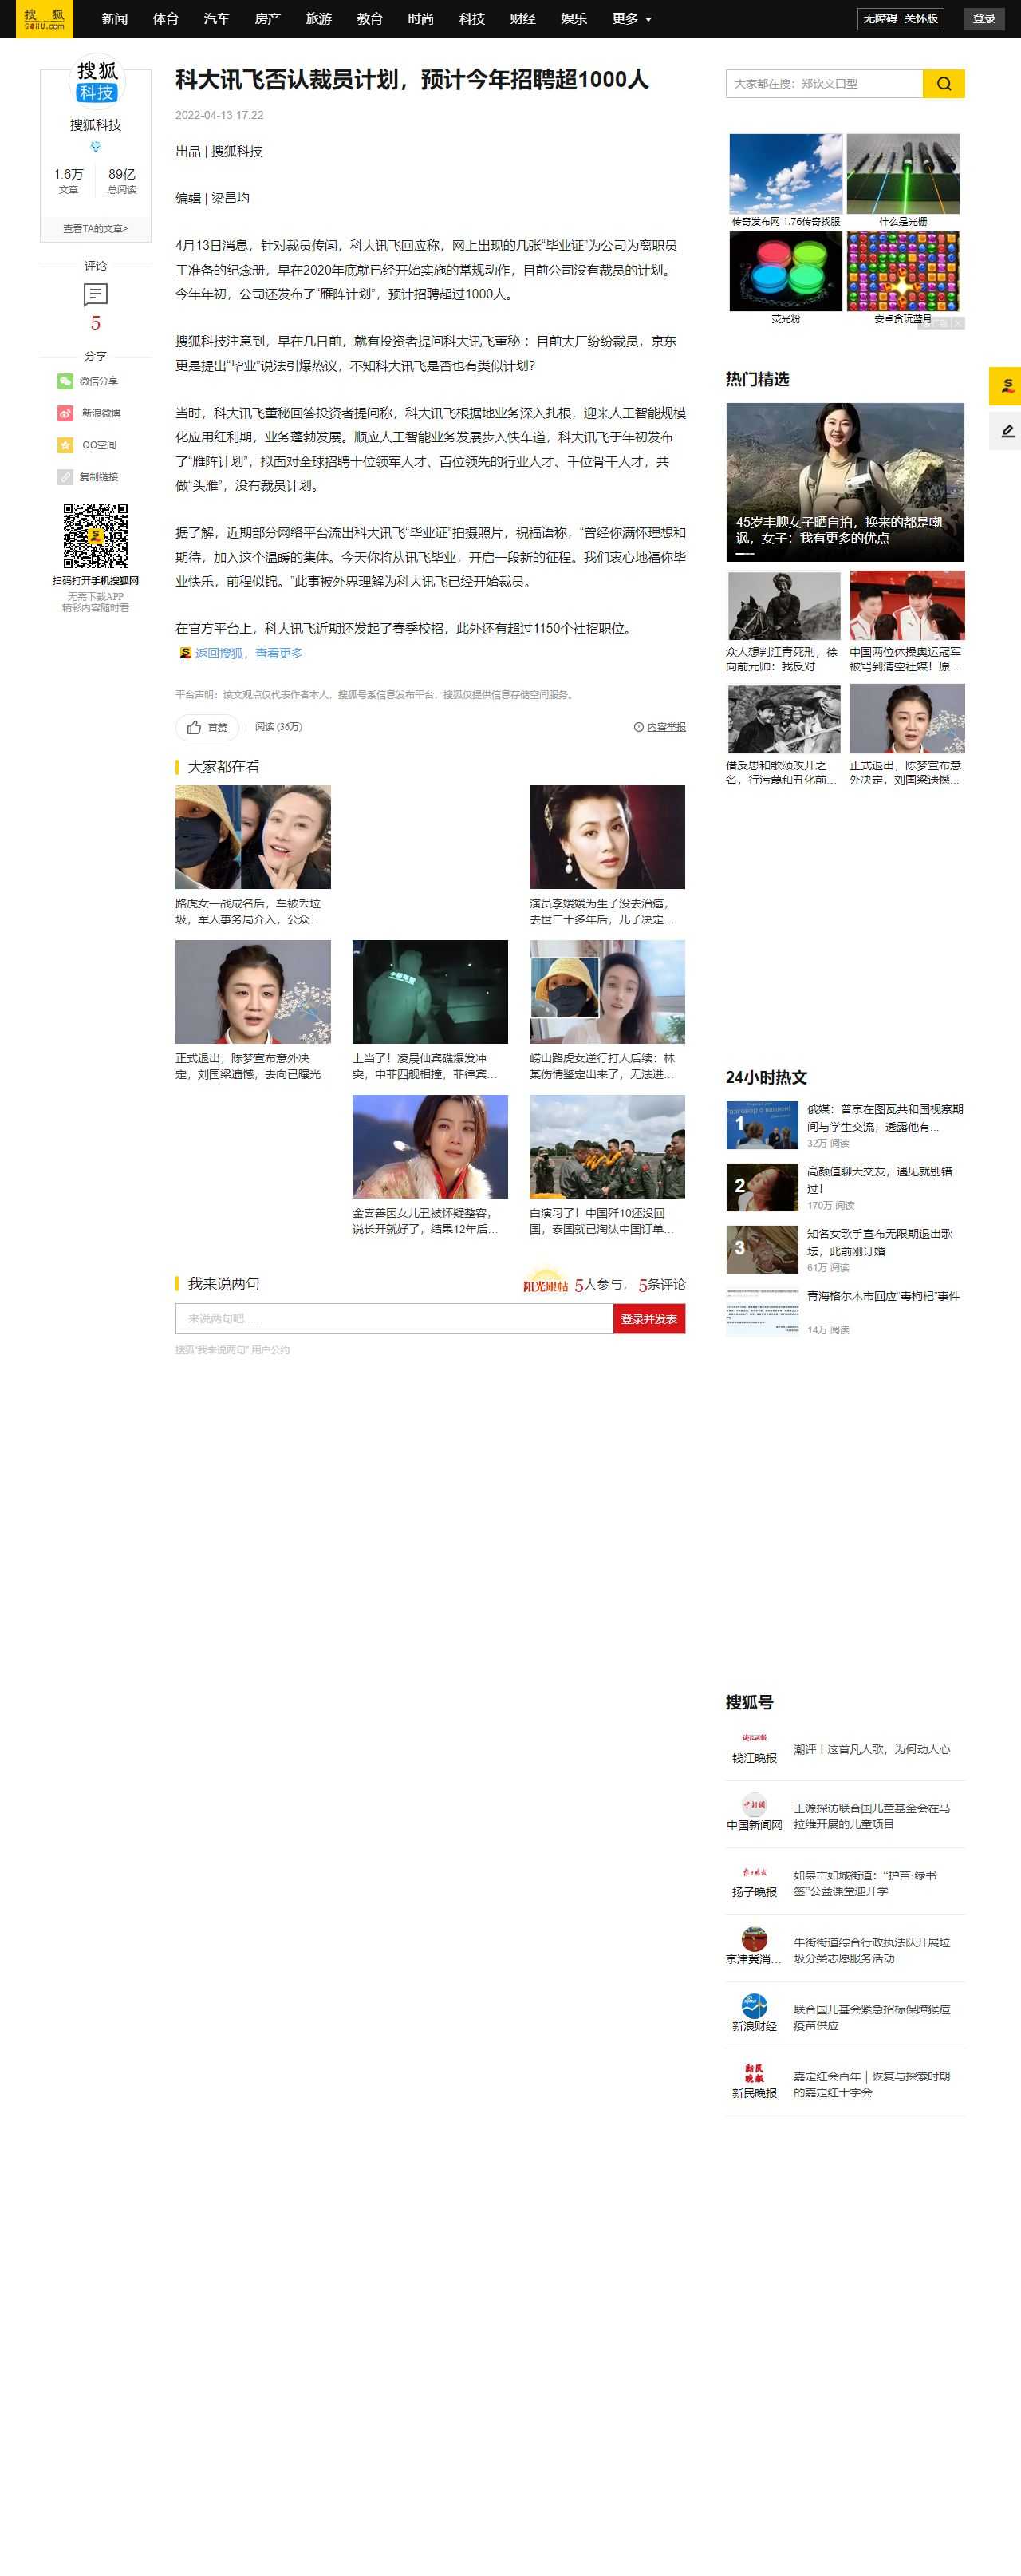 搜狐
SOHU.com
新闻
体育
汽车
房产
旅游
教育
时尚
科技
财经
娱乐
更多
无障碍 | 关怀版
登录
搜狐
科技
搜狐科技
1.6万
文章
89亿
总阅读
查看TA的文章>
评论
5
分享
微信分享
新浪微博
QQ空间
复制链接
扫码打开手机搜狐网
无需下载APP
精彩内容随时看
科大讯飞否认裁员计划，预计今年招聘超1000人
2022-04-13 17:22
出品 | 搜狐科技
编辑 | 梁昌均
4月13日消息，针对裁员传闻，科大讯飞回应称，网上出现的几张“毕业证”为公司为离职员
工准备的纪念册，早在2020年底就已经开始实施的常规动作，目前公司没有裁员的计划。
今年年初，公司还发布了“雁阵计划”，预计招聘超过1000人。
搜狐科技注意到，早在几日前，就有投资者提问科大讯飞董秘 ：目前大厂纷纷裁员，京东
更是提出“毕业”说法引爆热议，不知科大讯飞是否也有类似计划？
当时，科大讯飞董秘回答投资者提问称，科大讯飞根据地业务深入扎根，迎来人工智能规模
化应用红利期，业务蓬勃发展。顺应人工智能业务发展步入快车道，科大讯飞于年初发布
了“雁阵计划”，拟面对全球招聘十位领军人才、百位领先的行业人才、千位骨干人才，共
做“头雁”，没有裁员计划。
据了解，近期部分网络平台流出科大讯飞“毕业证”拍摄照片，祝福语称，“曾经你满怀理想和
期待，加入这个温暖的集体。今天你将从讯飞毕业，开启一段新的征程。我们衷心地福你毕
业快乐，前程似锦。”此事被外界理解为科大讯飞已经开始裁员。
在官方平台上，科大讯飞近期还发起了春季校招，此外还有超过1150个社招职位。
返回搜狐，查看更多
平台声明：该文观点仅代表作者本人，搜狐号系信息发布平台，搜狐仅提供信息存储空间服务。
首赞
阅读 (36万)
内容举报
大家都在看
路虎女一战成名后，车被丢垃
圾，军人事务局介入，公众...
演员李媛媛为生子没去治癌，
去世二十多年后，儿子决定...
正式退出，陈梦宣布意外决
定，刘国梁遗憾，去向已曝光
上当了！凌晨仙宾礁爆发冲
突，中菲四舰相撞，菲律宾...
崂山路虎女逆行打人后续：林
某伤情鉴定出来了，无法进...
金喜善因女儿丑被怀疑整容，
说长开就好了，结果12年后...
白演习了！中国歼10还没回
国，泰国就已淘汰中国订单...
我来说两句
阳光跟帖
5人参与，5条评论
来说两句吧......
登录并发表
搜狐“我来说两句” 用户公约
大家都在搜：郑钦文口型
传奇发布网 1.76传奇找服
什么是光栅
荧光粉
安卓贪玩蓝月
热门精选
45岁丰腴女子晒自拍，换来的都是嘲
讽，女子：我有更多的优点
众人想判江青死刑，徐
向前元帅：我反对
中国两位体操奥运冠军
被骂到清空社媒！原...
借反思和歌颂改开之
名，行污蔑和丑化前...
正式退出，陈梦宣布意
外决定，刘国梁遗憾...
24小时热文
1
俄媒：普京在图瓦共和国视察期
间与学生交流，透露他有...
32万 阅读
2
高颜值聊天交友，遇见就别错
过！
170万 阅读
3
知名女歌手宣布无限期退出歌
坛，此前刚订婚
61万 阅读
青海格尔木市回应“毒枸杞”事件
14万 阅读
搜狐号
钱江晚报
潮评丨这首凡人歌，为何动人心
中国新闻网
王源探访联合国儿童基金会在马
拉维开展的儿童项目
扬子晚报
如皋市如城街道：“护苗·绿书
签”公益课堂迎开学
京津冀消...
牛街街道综合行政执法队开展垃
圾分类志愿服务活动
新浪财经
联合国儿基会紧急招标保障猴痘
疫苗供应
新民晚报
新民晚报
嘉定红会百年｜恢复与探索时期
的嘉定红十字会